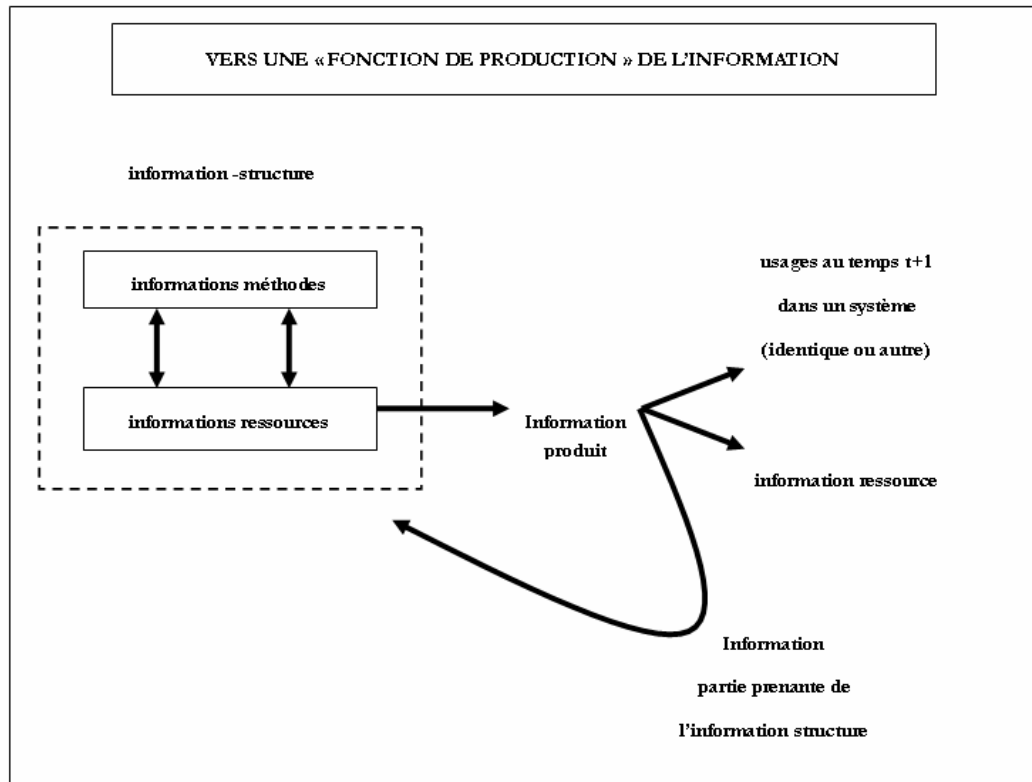 VERS UNE « FONCTION DE PRODUCTION » DE L'INFORMATION
information -structure
informations méthodes
informations ressources
Information
produit
usages au temps t+1
dans un système
(identique ou autre)
information ressource
Information
partie prenante de
l'information structure